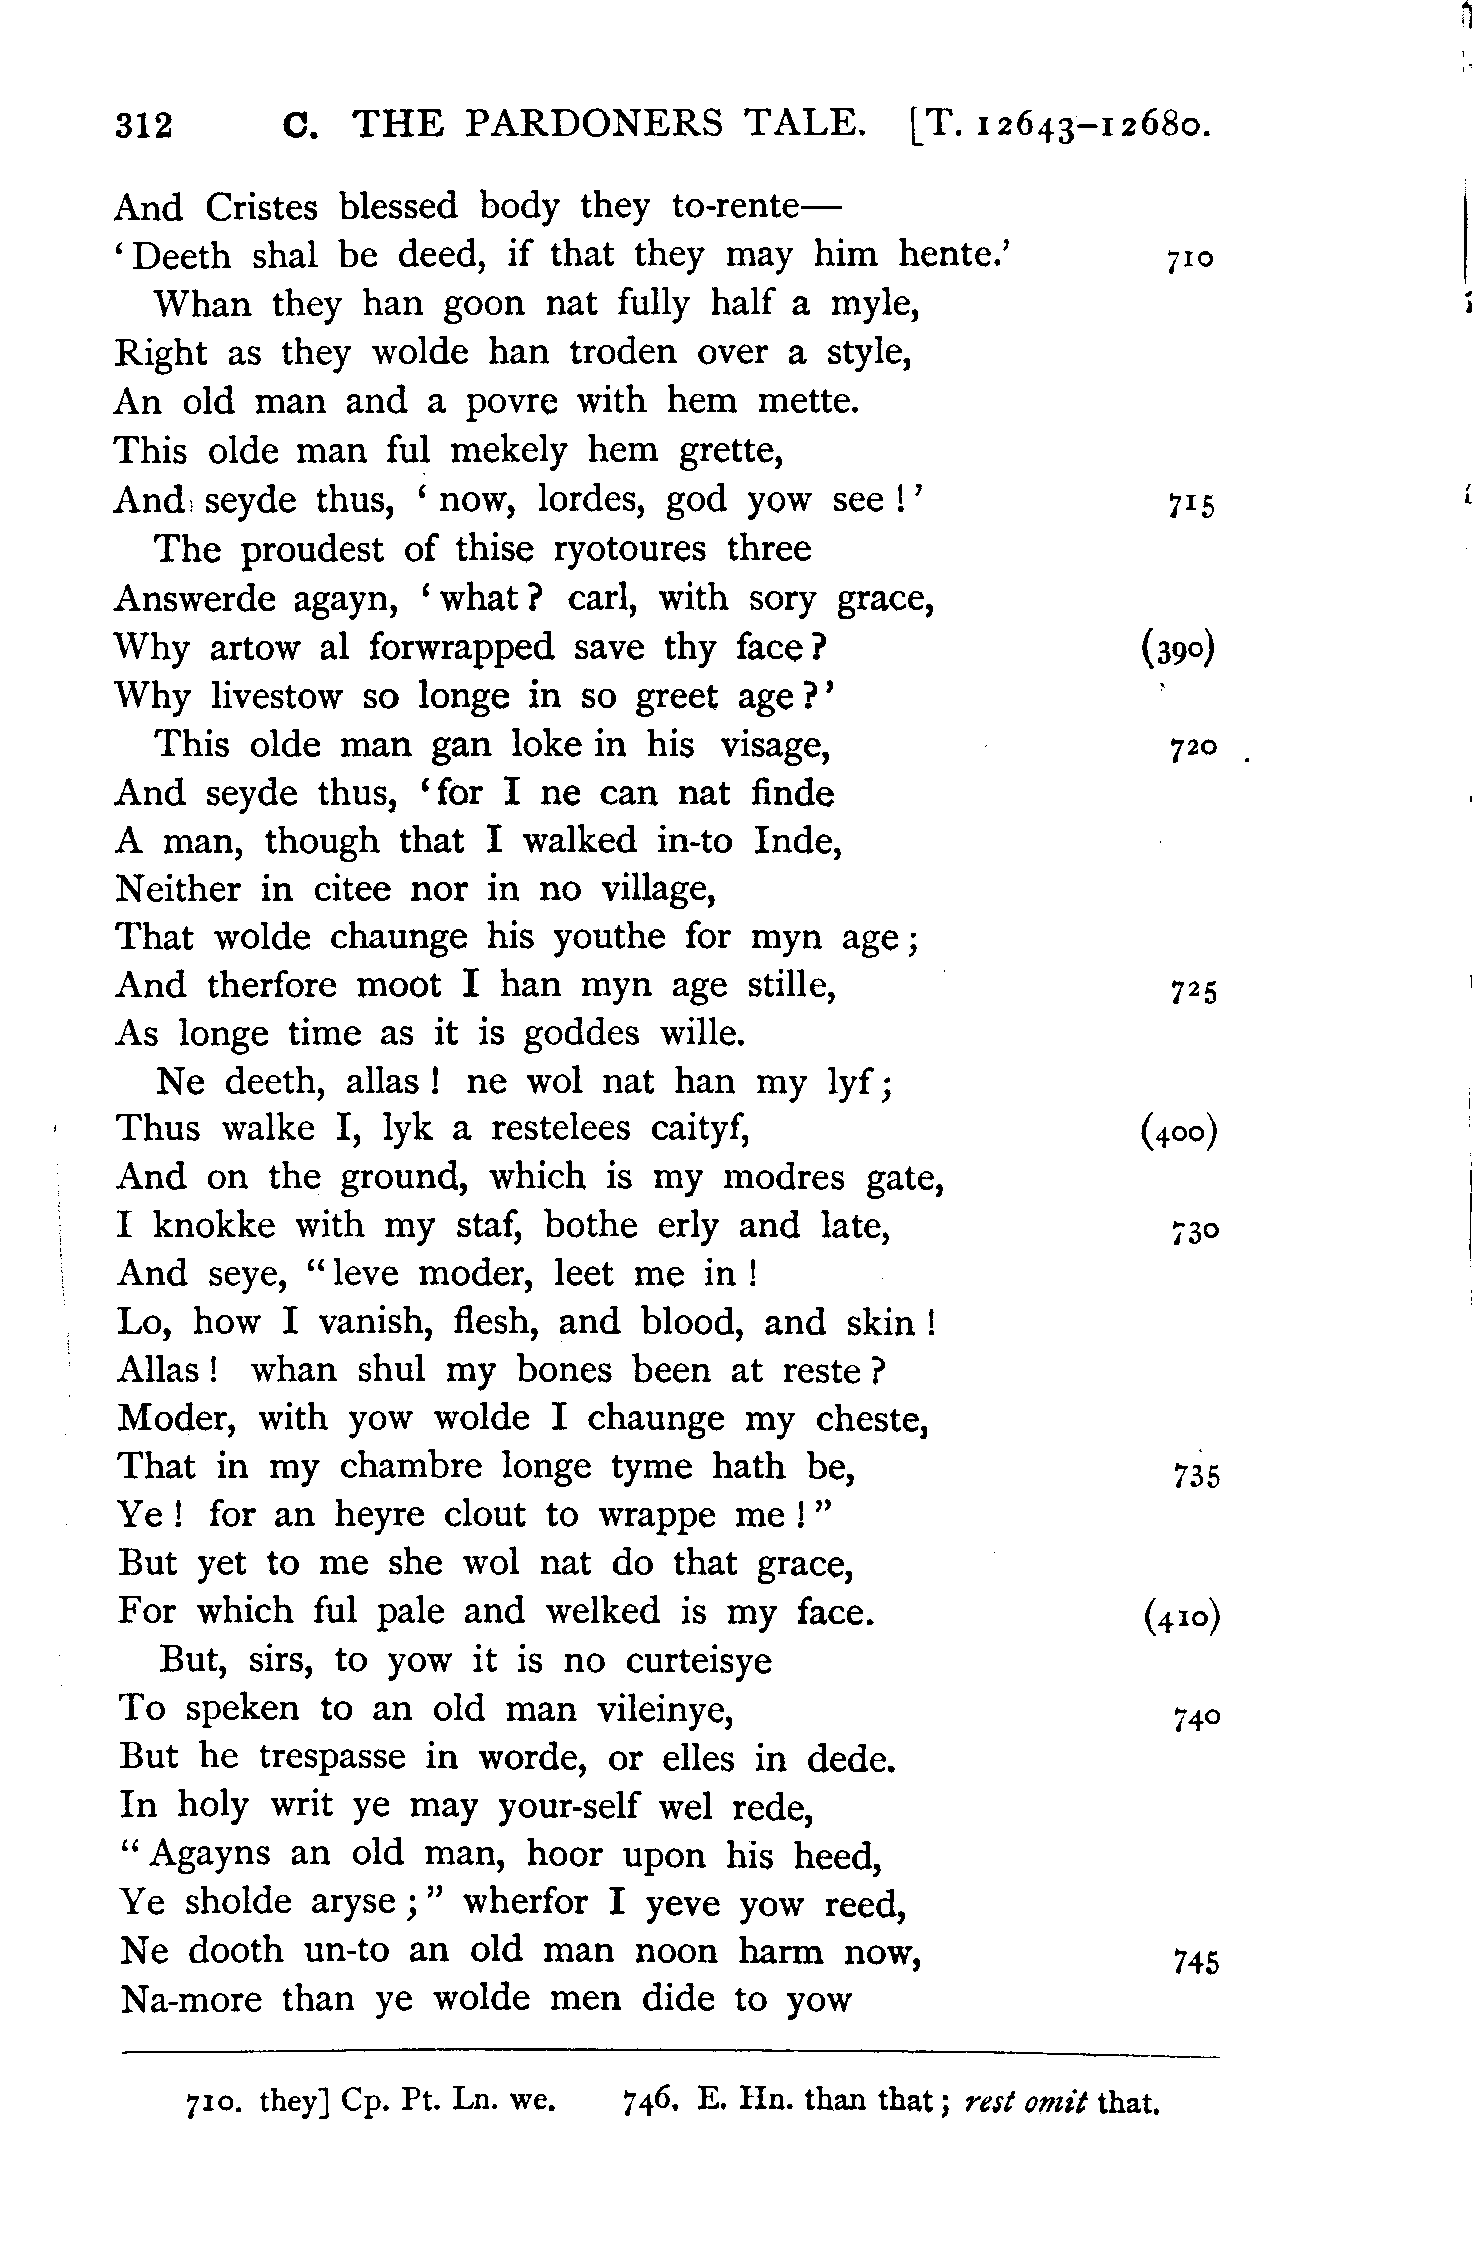 312 C. THE PARDONERS TALE. [T. 12643–12680.
And Cristes blessed body they to-rente—
‘Deeth shal be deed, if that they may him hente.’ 710
Whan they han goon nat fully half a myle,
Right as they wolde han troden over a style,
An old man and a povre with hem mette.
This olde man ful mekely hem grette,
And seyde thus, ‘now, lordes, god yow see!’ 715
The proudest of thise ryotoures three
Answerde agayn, ‘what? carl, with sory grace,
Why artow al forwrapped save thy face? (390)
Why livestow so longe in so greet age?’
This olde man gan loke in his visage, 720
And seyde thus, ‘for I ne can nat finde
A man, though that I walked in-to Inde,
Neither in citee nor in no village,
That wolde chaunge his youthe for myn age;
And therfore moot I han myn age stille, 725
As longe time as it is goddes wille.
Ne deeth, allas! ne wol nat han my lyf;
Thus walke I, lyk a restelees caityf, (400)
And on the ground, which is my modres gate,
I knokke with my staf, bothe erly and late, 730
And seye, “leve moder, leet me in!
Lo, how I vanish, flesh, and blood, and skin!
Allas! whan shul my bones been at reste?
Moder, with yow wolde I chaunge my cheste,
That in my chambre longe tyme hath be, 735
Ye! for an heyre clout to wrappe me!”
But yet to me she wol nat do that grace,
For which ful pale and welked is my face. (410)
But, sirs, to yow it is no curteisye
To speken to an old man vileinye, 740
But he trespasse in worde, or elles in dede.
In holy writ ye may your-self wel rede,
“Agayns an old man, hoor upon his heed,
Ye sholde aryse;” wherfor I yeve yow reed,
Ne dooth un-to an old man noon harm now, 745
Na-more than ye wolde men dide to yow
710. they] Cp. Pt. Ln. we. 746. E. Hn. than that; rest omit that.